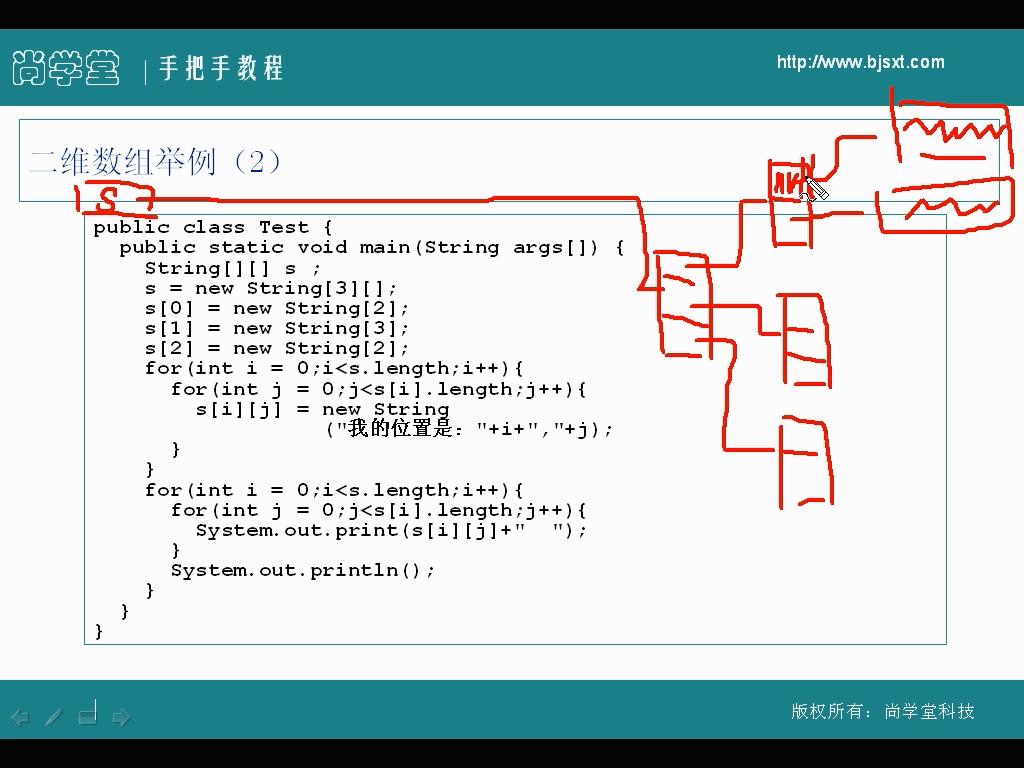 尚学堂 | 手把手教程
http://www.bjsxt.com
二维数组举例（2）
S
public class Test {
public static void main(String args[]) {
String[][] s ;
s = new String[3][];
s[0] = new String[2];
s[1] = new String[3];
s[2] = new String[2];
for(int i = 0;i<s.length;i++){
for(int j = 0;j<s[i].length;j++){
s[i][j] = new String
("我的位置是："+i+","+j);
}
}
for(int i = 0;i<s.length;i++){
for(int j = 0;j<s[i].length;j++){
System.out.print(s[i][j]+"  ");
}
System.out.println();
}
}
}
版权所有：尚学堂科技